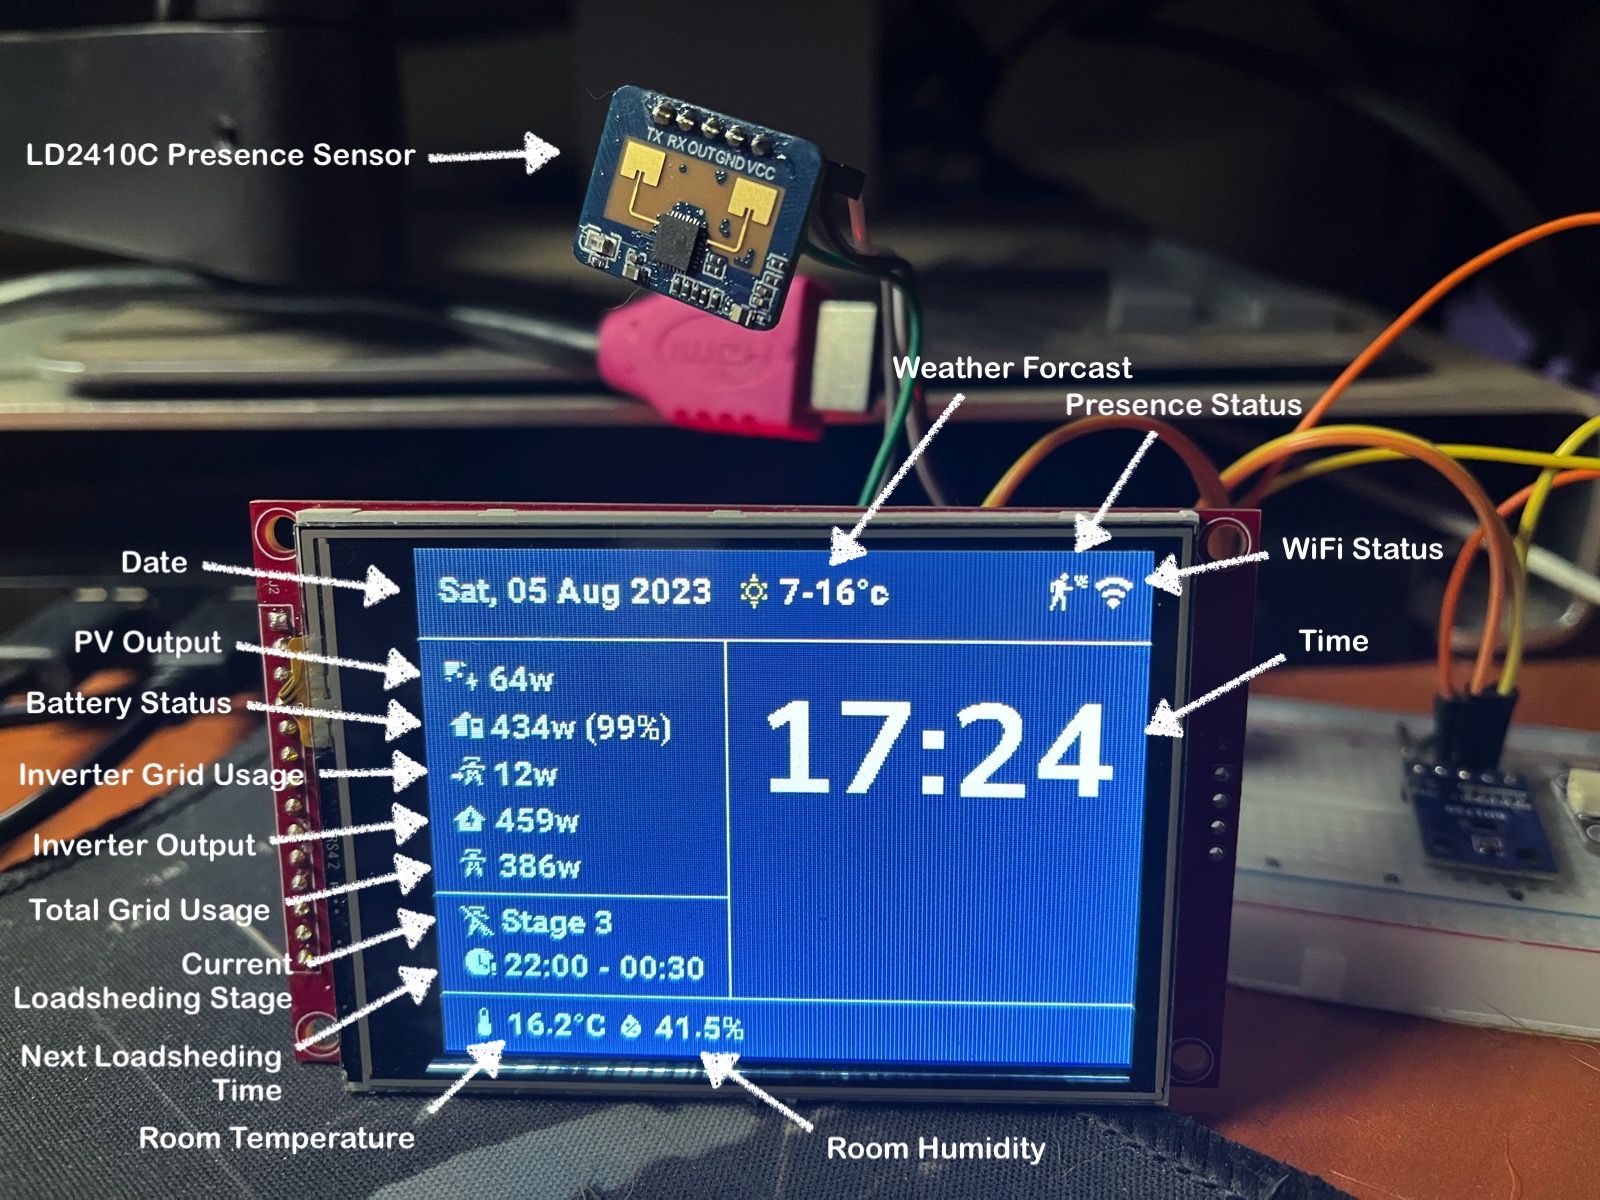 TX RX OUT GND VCC
LD2410C Presence Sensor
HDMI
Weather Forcast
Presence Status
WiFi Status
Date
Sat, 05 Aug 2023
7-16°c
Time
PV Output
64w
Battery Status
434w (99%)
17:24
Inverter Grid Usage
12w
Inverter Output
459w
Total Grid Usage
386w
Current
Loadsheding Stage
Stage 3
Next Loadsheding
Time
22:00 - 00:30
16.2°C
41.5%
Room Temperature
Room Humidity
J2